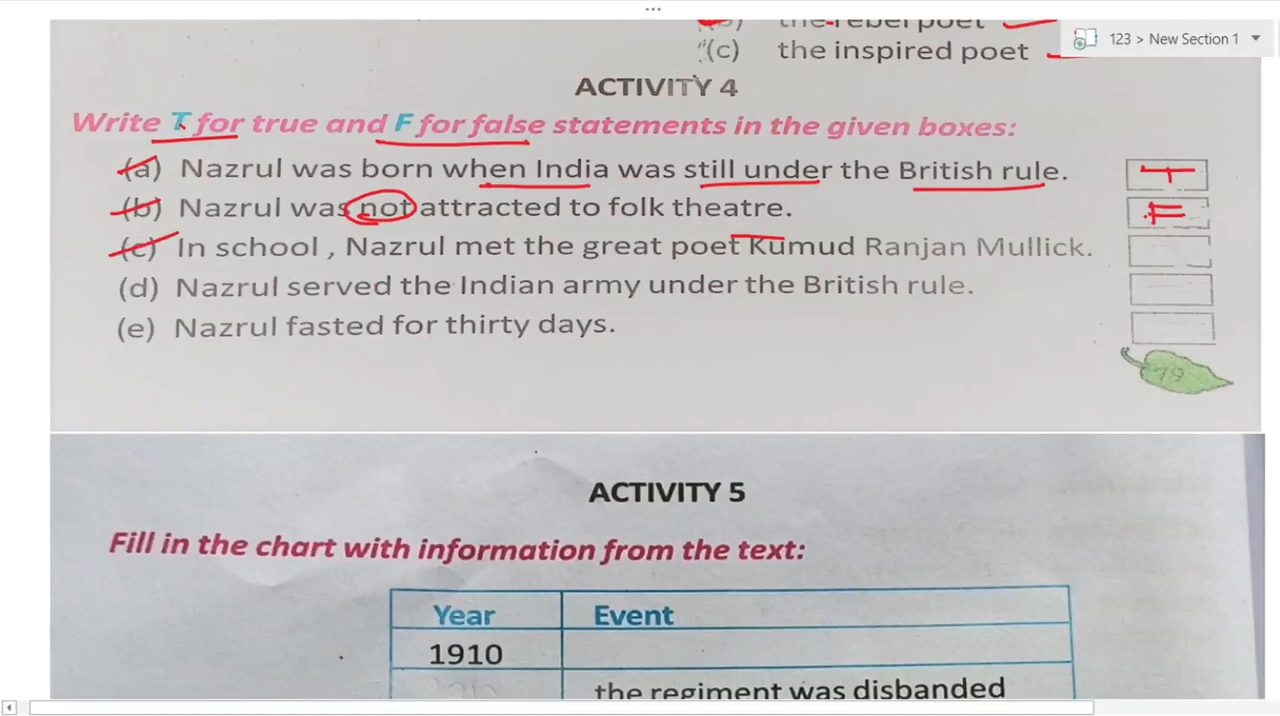 (b) the rebel poet
123 > New Section 1
(c) the inspired poet
ACTIVITY 4
Write T for true and F for false statements in the given boxes:
(a) Nazrul was born when India was still under the British rule. T
(b) Nazrul was not attracted to folk theatre. F
(c) In school , Nazrul met the great poet Kumud Ranjan Mullick.
(d) Nazrul served the Indian army under the British rule.
(e) Nazrul fasted for thirty days.
ACTIVITY 5
Fill in the chart with information from the text:
Year Event
1910
the regiment was disbanded